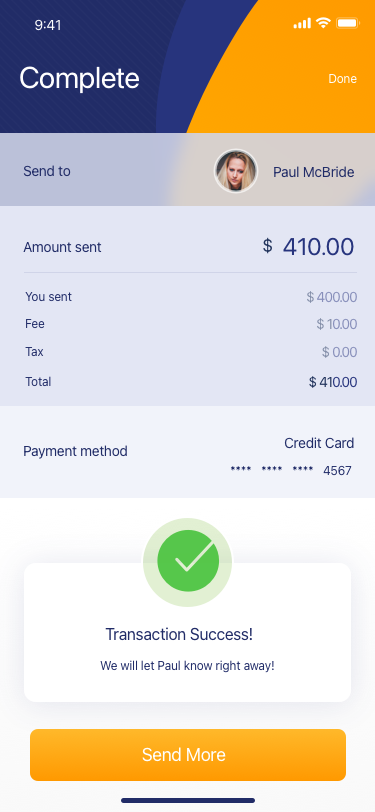 9:41
Complete
Done
Send to
Paul McBride
Amount sent
$ 410.00
You sent
$ 400.00
Fee
$ 10.00
Tax
$ 0.00
Total
$ 410.00
Payment method
Credit Card
**** **** **** 4567
Transaction Success!
We will let Paul know right away!
Send More